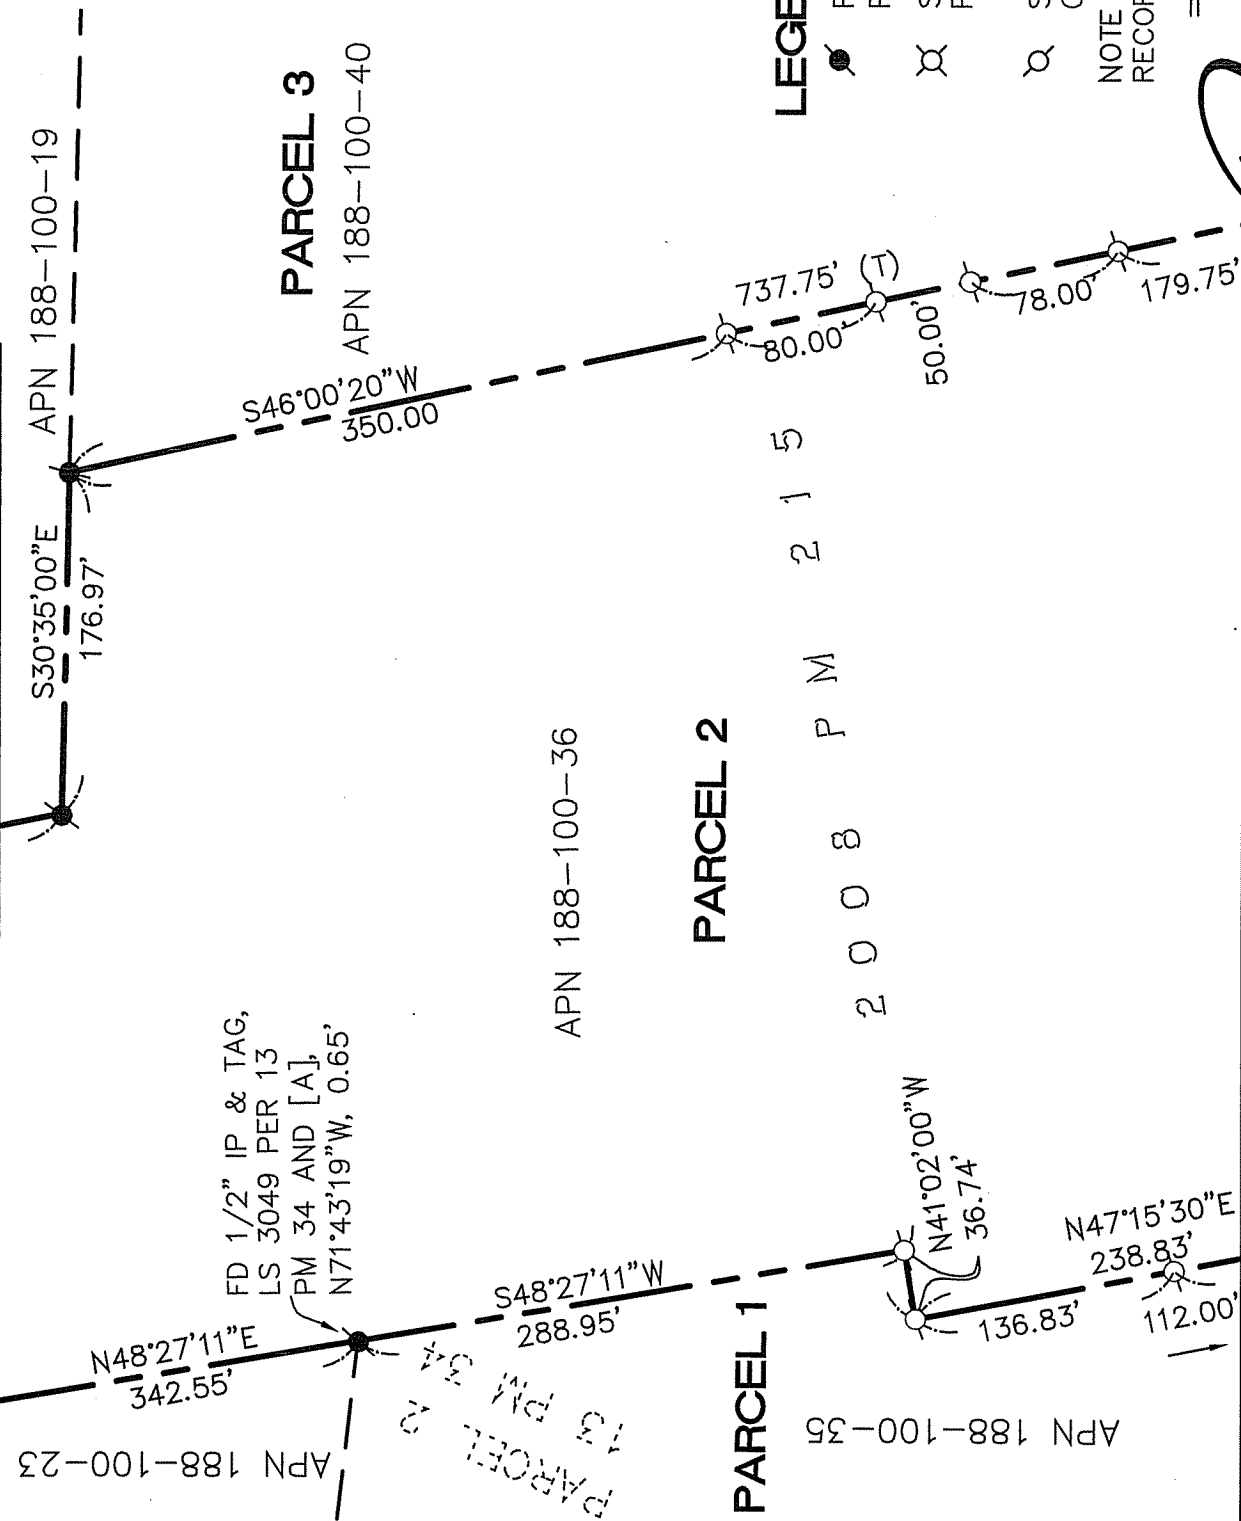 APN 188-100-19
PARCEL 3
APN 188-100-40
S30°35'00"E
176.97'
S46°00'20"W
350.00
737.75' (T)
80.00'
50.00'
78.00'
179.75'
LEGE
NOTE
RECOR
FD 1/2" IP & TAG,
LS 3049 PER 13
PM 34 AND [A],
N71°43'19"W, 0.65'
APN 188-100-36
PARCEL 2
2008 PM 215
N48°27'11"E
342.55'
S48°27'11"W
288.95'
N41°02'00"W
36.74'
N47°15'30"E
238.83'
136.83'
112.00'
APN 188-100-23
PARCEL 2
13 PM 34
PARCEL 1
APN 188-100-35